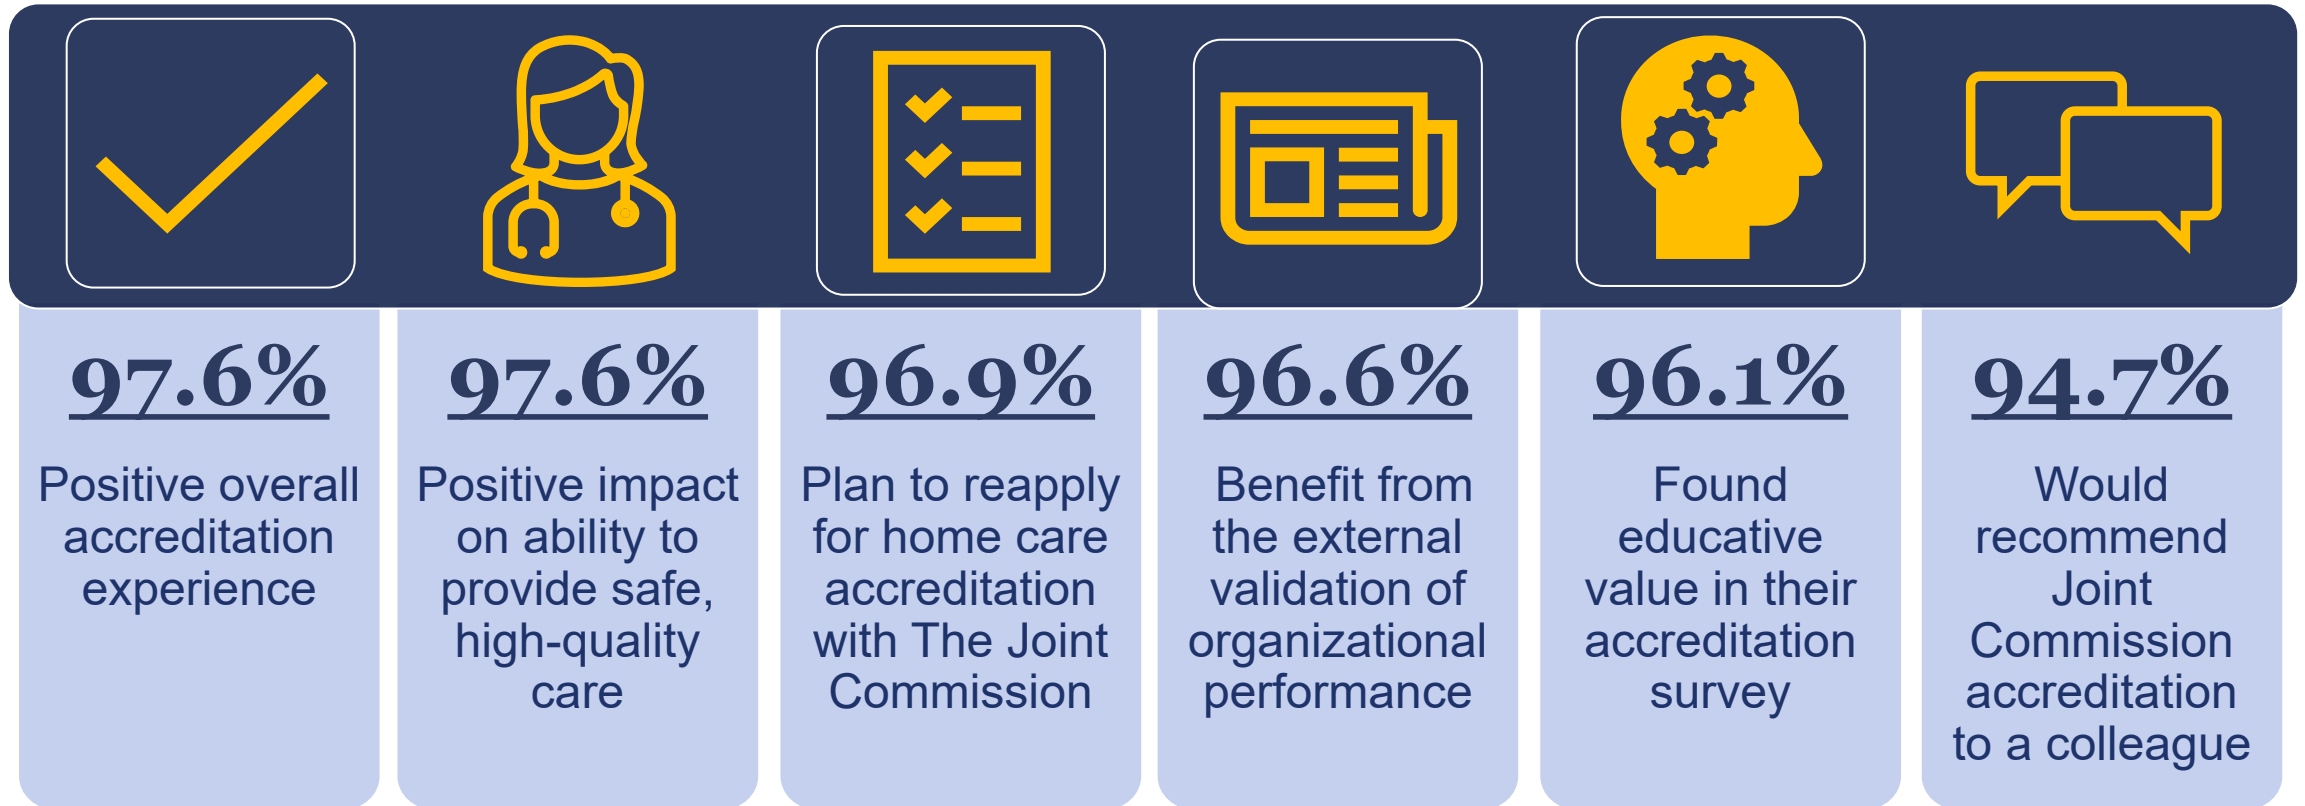 97.6%
Positive overall
accreditation
experience
97.6%
Positive impact
on ability to
provide safe,
high-quality
care
96.9%
Plan to reapply
for home care
accreditation
with The Joint
Commission
96.6%
Benefit from
the external
validation of
organizational
performance
96.1%
Found
educative
value in their
accreditation
survey
94.7%
Would
recommend
Joint
Commission
accreditation
to a colleague